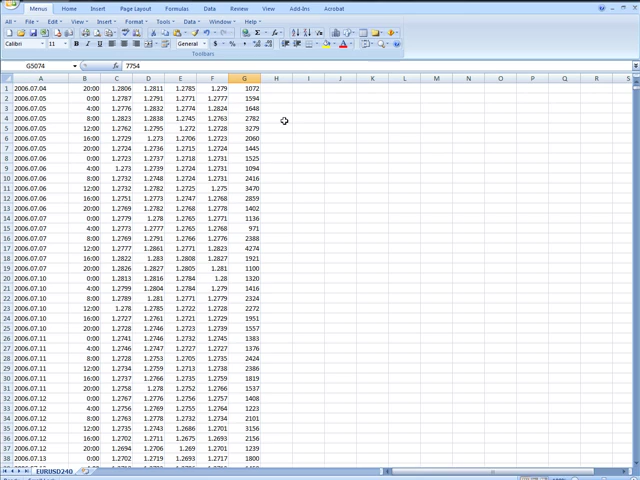 Menus Home Insert Page Layout Formulas Data Review View Add-Ins Acrobat
All File Edit View Insert Format Tools Data Window Help
Calibri 11 General
Toolbars
G5074 fx 7754
A B C D E F G H I J K L M N O P Q R S
1 2006.07.04 20:00 1.2806 1.2811 1.2785 1.279 1072
2 2006.07.05 0:00 1.2787 1.2791 1.2771 1.2777 1594
3 2006.07.05 4:00 1.2776 1.2832 1.2774 1.2824 1648
4 2006.07.05 8:00 1.2823 1.2838 1.2745 1.2763 2782
5 2006.07.05 12:00 1.2762 1.2795 1.272 1.2728 3279
6 2006.07.05 16:00 1.2729 1.273 1.2706 1.2723 2060
7 2006.07.05 20:00 1.2724 1.2736 1.2715 1.2724 1445
8 2006.07.06 0:00 1.2723 1.2737 1.2718 1.2731 1525
9 2006.07.06 4:00 1.273 1.2739 1.2724 1.2731 1094
10 2006.07.06 8:00 1.2732 1.2748 1.2724 1.2731 2416
11 2006.07.06 12:00 1.2732 1.2782 1.2725 1.275 3470
12 2006.07.06 16:00 1.2751 1.2773 1.2747 1.2768 2859
13 2006.07.06 20:00 1.2769 1.2782 1.2768 1.2778 1402
14 2006.07.07 0:00 1.2779 1.278 1.2765 1.2771 1136
15 2006.07.07 4:00 1.2773 1.2777 1.2765 1.2768 971
16 2006.07.07 8:00 1.2769 1.2791 1.2766 1.2776 2388
17 2006.07.07 12:00 1.2777 1.2861 1.2771 1.2823 4274
18 2006.07.07 16:00 1.2822 1.283 1.2808 1.2827 1921
19 2006.07.07 20:00 1.2826 1.2827 1.2805 1.281 1100
20 2006.07.10 0:00 1.2813 1.2816 1.2784 1.28 1320
21 2006.07.10 4:00 1.2799 1.2804 1.2784 1.279 1416
22 2006.07.10 8:00 1.2789 1.281 1.2771 1.2779 2324
23 2006.07.10 12:00 1.278 1.2785 1.2722 1.2728 2272
24 2006.07.10 16:00 1.2727 1.2761 1.2721 1.2729 1951
25 2006.07.10 20:00 1.2728 1.2746 1.2723 1.2739 1557
26 2006.07.11 0:00 1.2741 1.2746 1.2732 1.2745 1383
27 2006.07.11 4:00 1.2746 1.2747 1.2727 1.2727 1376
28 2006.07.11 8:00 1.2728 1.2753 1.2705 1.2735 2424
29 2006.07.11 12:00 1.2734 1.2759 1.2713 1.2738 2386
30 2006.07.11 16:00 1.2737 1.2766 1.2735 1.2759 1819
31 2006.07.11 20:00 1.2758 1.278 1.2752 1.2766 1537
32 2006.07.12 0:00 1.2767 1.2776 1.2756 1.2757 1408
33 2006.07.12 4:00 1.2756 1.2769 1.2755 1.2764 1223
34 2006.07.12 8:00 1.2763 1.2778 1.2732 1.2734 2101
35 2006.07.12 12:00 1.2735 1.2743 1.2686 1.2701 3156
36 2006.07.12 16:00 1.2702 1.2711 1.2675 1.2693 2156
37 2006.07.12 20:00 1.2694 1.2706 1.269 1.2701 1239
38 2006.07.13 0:00 1.2702 1.2719 1.2693 1.2717 1800
EURUSD240